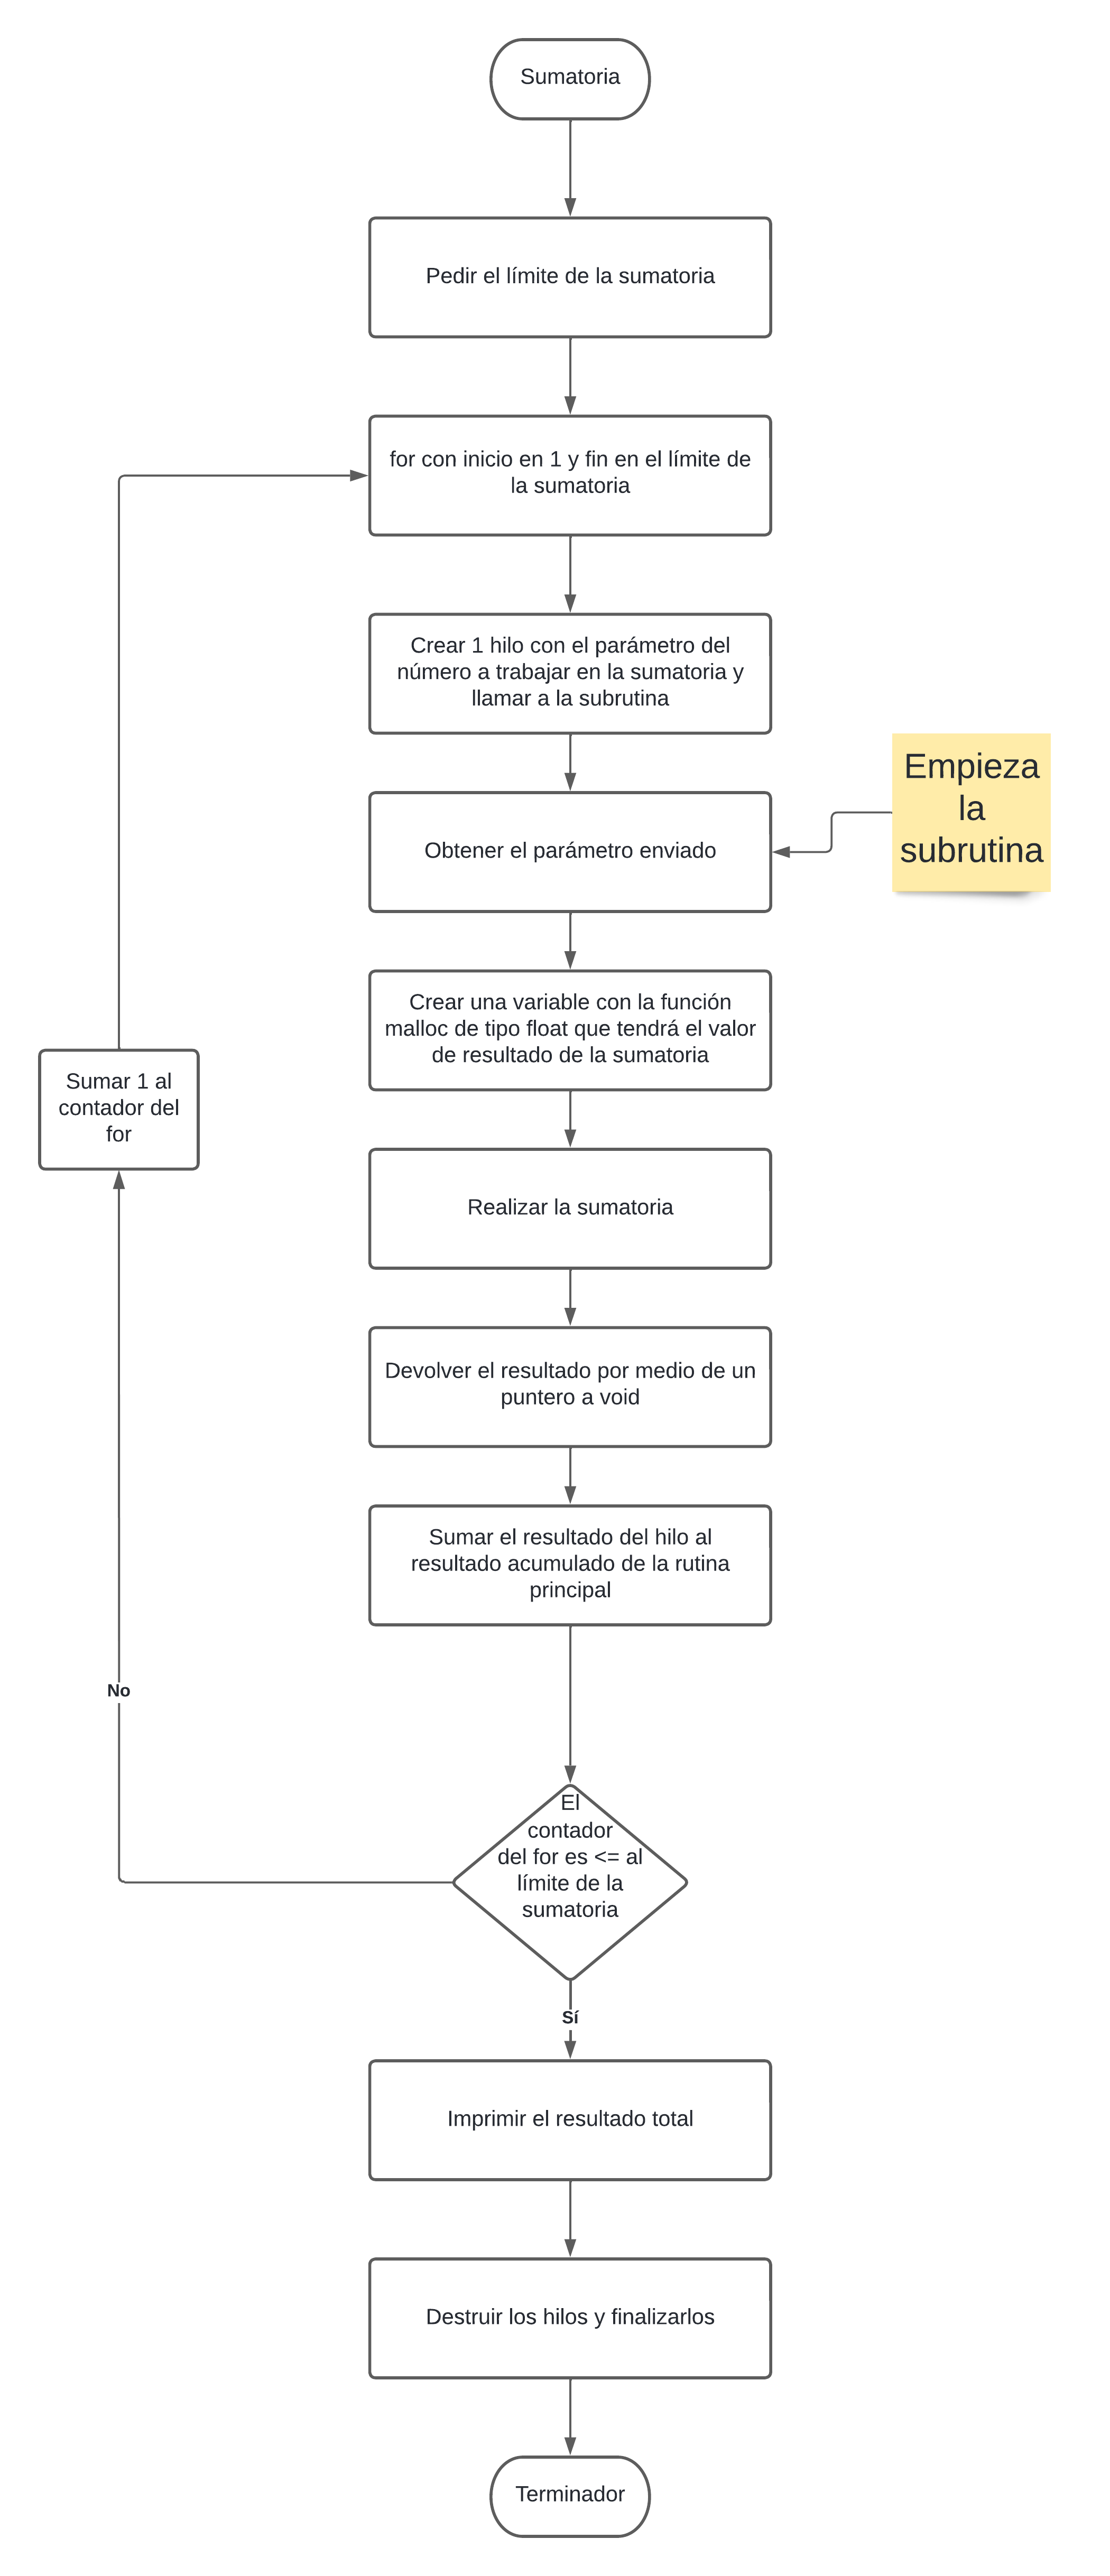 Sumatoria
Pedir el límite de la sumatoria
for con inicio en 1 y fin en el límite de
la sumatoria
Crear 1 hilo con el parámetro del
número a trabajar en la sumatoria y
llamar a la subrutina
Empieza
la
subrutina
Obtener el parámetro enviado
Crear una variable con la función
malloc de tipo float que tendrá el valor
de resultado de la sumatoria
Sumar 1 al
contador del
for
Realizar la sumatoria
Devolver el resultado por medio de un
puntero a void
Sumar el resultado del hilo al
resultado acumulado de la rutina
principal
No
El
contador
del for es <= al
límite de la
sumatoria
Sí
Imprimir el resultado total
Destruir los hilos y finalizarlos
Terminador